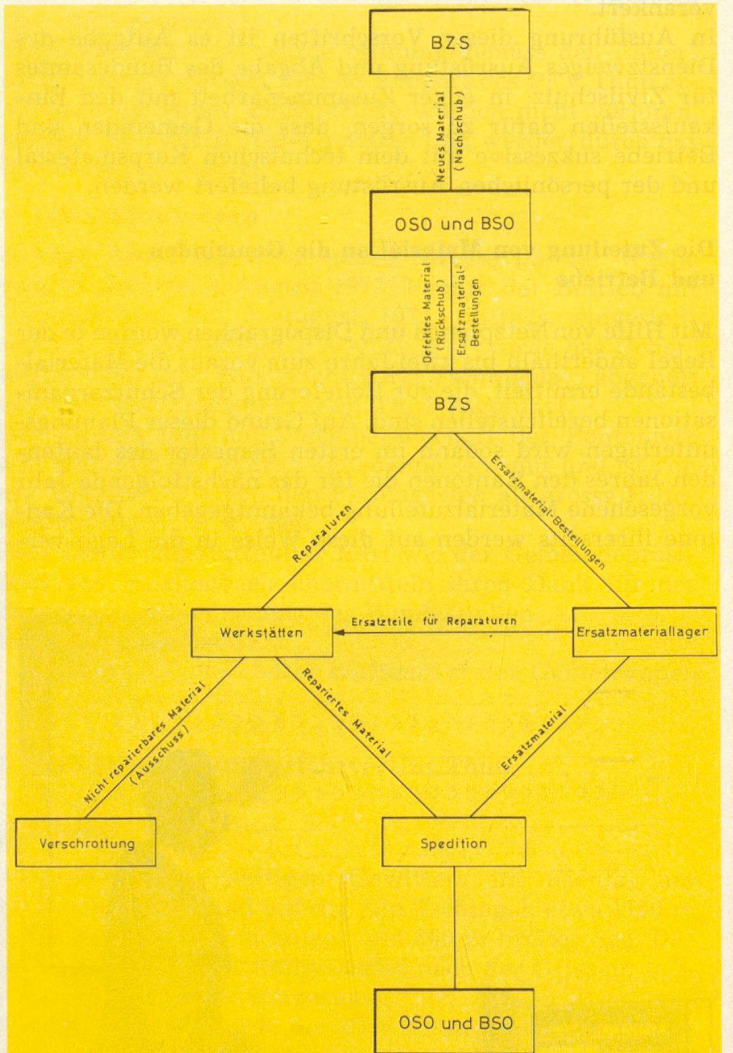 BZS
Neues Material
(Nachschub)
OSO und BSO
Defektes Material
(Rückschub)
Ersatzmaterial-
Bestellungen
BZS
Reparaturen
Ersatzmaterial-Bestellungen
Werkstätten
Ersatzteile für Reparaturen
Ersatzmateriallager
Nicht reparierbares Material
(Ausschuss)
Repariertes Material
Ersatzmaterial
Verschrottung
Spedition
OSO und BSO